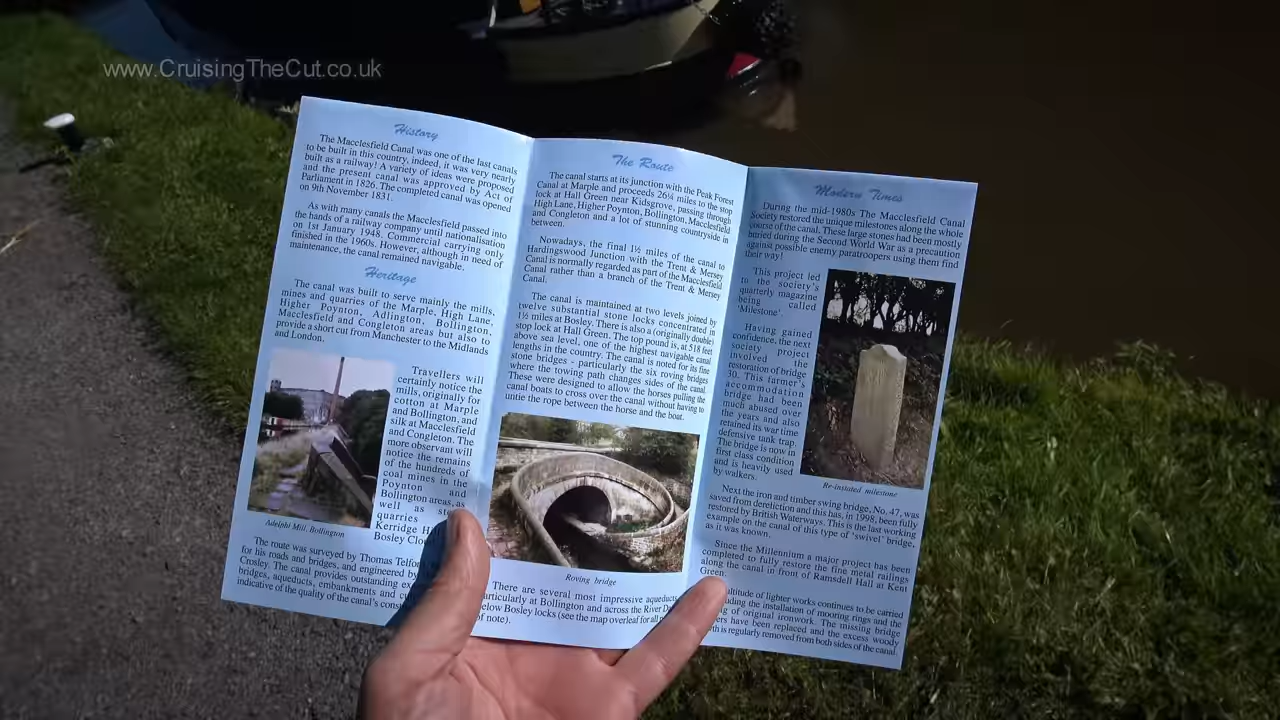 www.CruisingTheCut.co.uk
History
The Macclesfield Canal was one of the last canals
to be built in this country, indeed, it was very nearly
built as a railway! A variety of ideas were proposed
and the present canal was approved by Act of
Parliament in 1826. The completed canal was opened
on 9th November 1831.
As with many canals the Macclesfield passed into
the hands of a railway company until nationalisation
on 1st January 1948. Commercial carrying only
finished in the 1960s. However, although in need of
maintenance, the canal remained navigable.
Heritage
The canal was built to serve mainly the mills,
mines and quarries of the Marple, High Lane,
Higher Poynton, Adlington, Bollington,
Macclesfield and Congleton areas but also to
provide a short cut from Manchester to the Midlands
and London.
Travellers will
certainly notice the
mills, originally for
cotton at Marple
and Bollington, and
silk at Macclesfield
and Congleton. The
more observant will
notice the remains
of the hundreds of
coal mines in the
Poynton and
Bollington areas, as
well as
quarries
Kerridge
Bosley
Adelphi Mill, Bollington
The route was surveyed by Thomas
for his roads and bridges, and engineered by
Crosley. The canal provides outstanding
bridges, aqueducts, embankments and
indicative of the quality of the canal's
The Route
The canal starts at its junction with the Peak Forest
Canal at Marple and proceeds 26¼ miles to the stop
lock at Hall Green near Kidsgrove, passing through
High Lane, Higher Poynton, Bollington, Macclesfield
and Congleton and a lot of stunning countryside in
between.
Nowadays, the final 1½ miles of the canal to
Hardingswood Junction with the Trent & Mersey
Canal is normally regarded as part of the Macclesfield
Canal rather than a branch of the Trent & Mersey
Canal.
The canal is maintained at two levels joined by
twelve substantial stone locks concentrated in
1½ miles at Bosley. There is also a (originally double)
stop lock at Hall Green. The top pound is, at 518 feet
above sea level, one of the highest navigable canal
lengths in the country. The canal is noted for its fine
stone bridges - particularly the six roving bridges
where the towing path changes sides of the canal.
These were designed to allow the horses pulling the
canal boats to cross over the canal without having to
untie the rope between the horse and the boat.
Roving bridge
There are several most impressive
particularly at Bollington and across the River
below Bosley locks (see the map overleaf for all
of note).
Modern Times
During the mid-1980s The Macclesfield Canal
Society restored the unique milestones along the whole
course of the canal. These large stones had been mostly
buried during the Second World War as a precaution
against possible enemy paratroopers using them find
their way!
This project led
to the society's
quarterly magazine
being called
'Milestone'.
Having gained
confidence, the next
society project
involved the
restoration of bridge
30. This farmer's
accommodation
bridge had been
much abused over
the years and also
retained its war time
defensive tank trap.
The bridge is now in
first class condition
and is heavily used
by walkers.
Re-instated milestone
Next the iron and timber swing bridge, No. 47, was
saved from dereliction and this has, in 1998, been fully
restored by British Waterways. This is the last working
example on the canal of this type of 'swivel' bridge,
as it was known.
Since the Millennium a major project has been
completed to fully restore the fine metal railings
along the canal in front of Ramsdell Hall at Kent
Green.
of lighter works continues to be carried
the installation of mooring rings and the
of original ironwork. The missing bridge
have been replaced and the excess woody
is regularly removed from both sides of the canal.